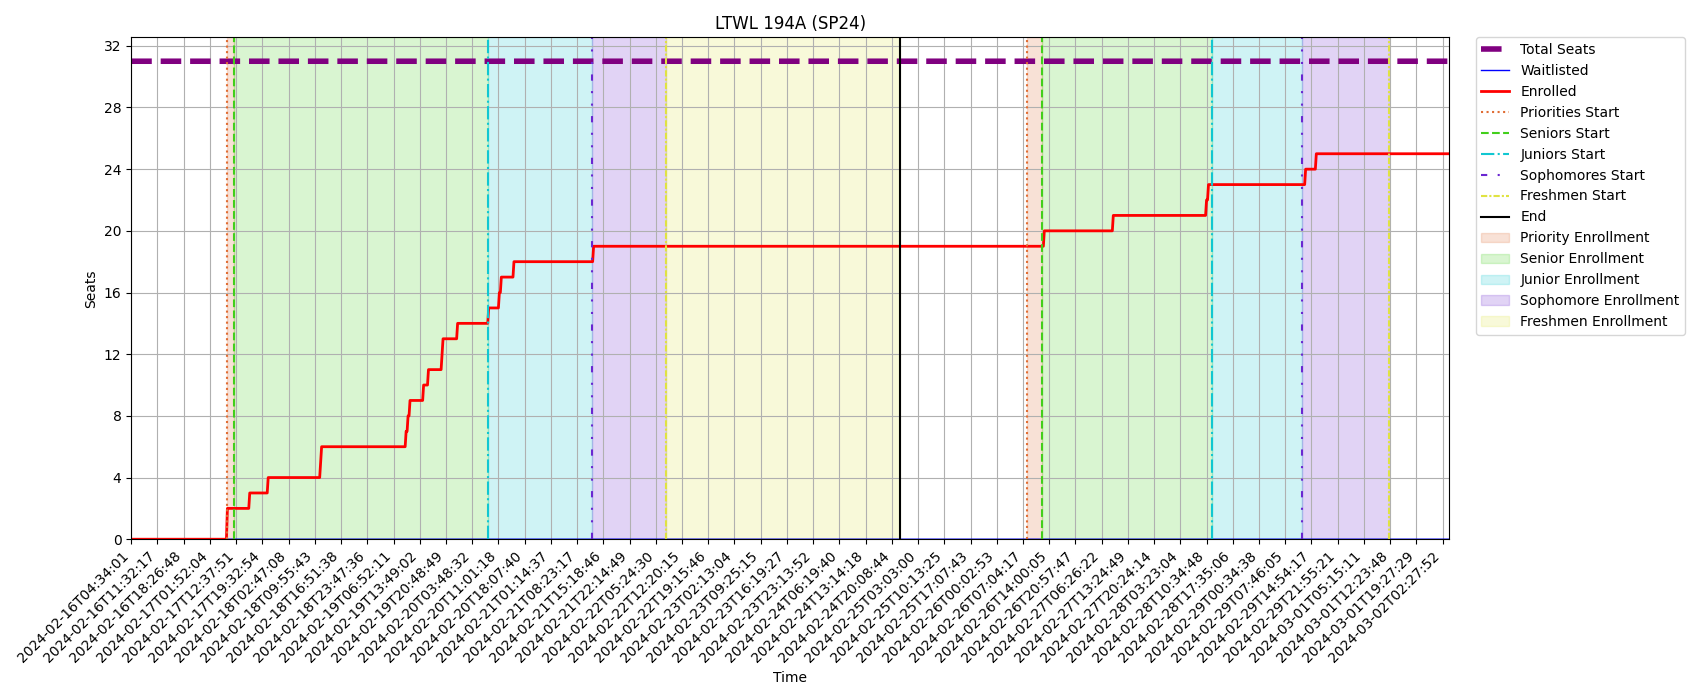 LTWL 194A (SP24)
32
28
24
20
16
12
8
4
0
Seats
2024-02-16T04:34:01
2024-02-16T11:32:17
2024-02-16T18:26:48
2024-02-17T01:52:04
2024-02-17T12:37:51
2024-02-17T19:32:54
2024-02-18T02:47:08
2024-02-18T09:55:43
2024-02-18T16:51:38
2024-02-18T23:47:36
2024-02-19T06:52:11
2024-02-19T13:49:02
2024-02-19T20:48:49
2024-02-20T03:48:32
2024-02-20T11:01:18
2024-02-20T18:07:40
2024-02-21T01:14:37
2024-02-21T08:23:17
2024-02-21T15:18:46
2024-02-21T22:14:49
2024-02-22T05:24:30
2024-02-22T12:20:15
2024-02-22T19:15:46
2024-02-23T02:13:04
2024-02-23T09:25:15
2024-02-23T16:19:27
2024-02-23T23:13:52
2024-02-24T06:19:40
2024-02-24T13:14:18
2024-02-24T20:08:44
2024-02-25T03:03:00
2024-02-25T10:13:25
2024-02-25T17:07:43
2024-02-26T00:02:53
2024-02-26T07:04:17
2024-02-26T14:00:05
2024-02-26T20:57:47
2024-02-27T06:26:22
2024-02-27T13:24:49
2024-02-27T20:24:14
2024-02-28T03:23:04
2024-02-28T10:34:48
2024-02-28T17:35:06
2024-02-29T00:34:38
2024-02-29T07:46:05
2024-02-29T14:54:17
2024-02-29T21:55:21
2024-03-01T05:15:11
2024-03-01T12:23:48
2024-03-01T19:27:29
2024-03-02T02:27:52
Time
Total Seats
Waitlisted
Enrolled
Priorities Start
Seniors Start
Juniors Start
Sophomores Start
Freshmen Start
End
Priority Enrollment
Senior Enrollment
Junior Enrollment
Sophomore Enrollment
Freshmen Enrollment